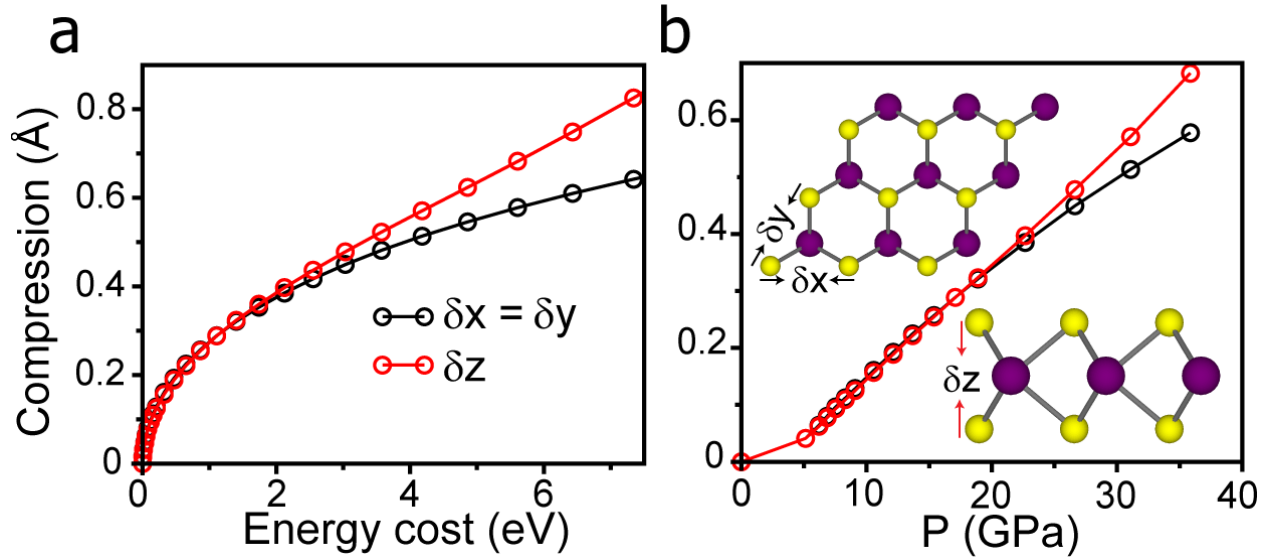 a
Compression (Å)
0.8
0.6
0.4
0.2
0
0 2 4 6
Energy cost (eV)
δx = δy
δz
b
0.6
0.4
0.2
0
0 10 20 30 40
P (GPa)
δy
δx
δz